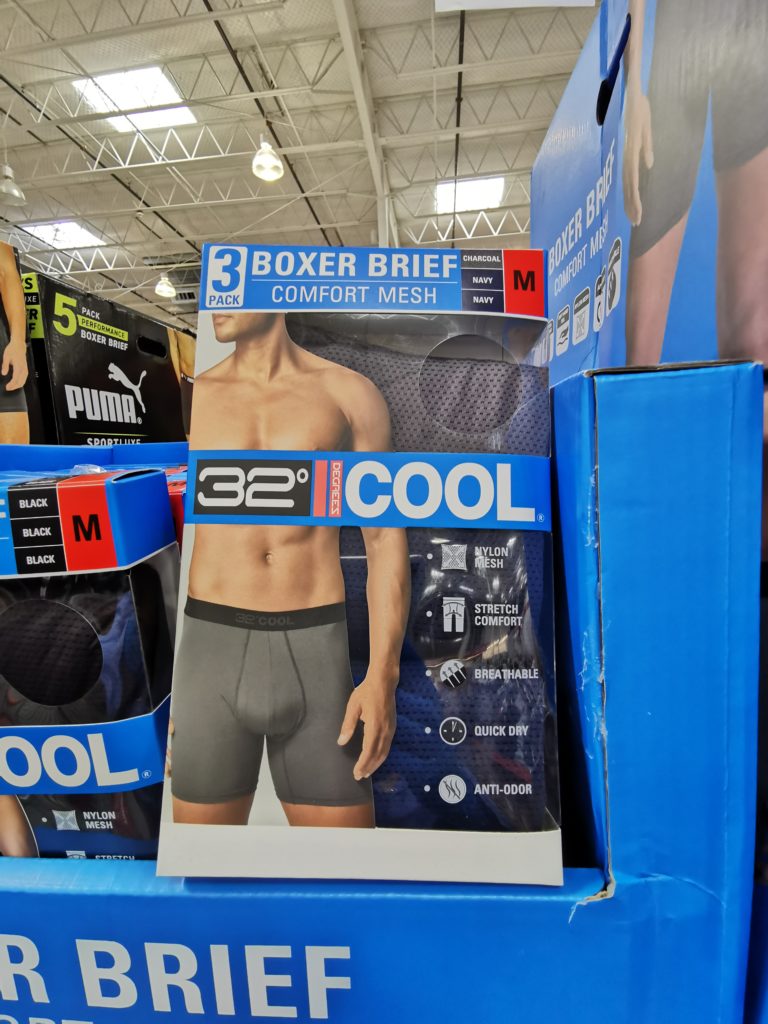 3
PACK
BOXER BRIEF
COMFORT MESH
CHARCOAL
NAVY
NAVY
M
32°
DEGREES
COOL®
32° COOL
NYLON
MESH
STRETCH
COMFORT
BREATHABLE
QUICK DRY
ANTI-ODOR
5
PACK
PERFORMANCE
BOXER BRIEF
PUMA®
SPORTLUXE
BLACK
BLACK
BLACK
M
OOL®
NYLON
MESH
STRETCH
BOXER BRIEF
COMFORT MESH
R BRIEF